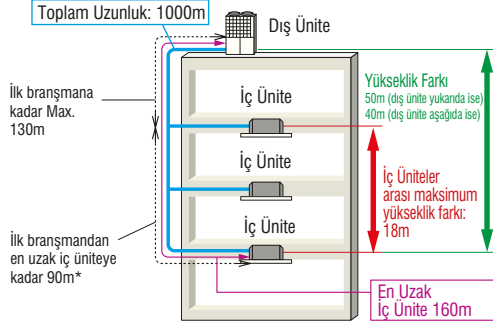 Toplam Uzunluk: 1000m
Dış Ünite
İlk branşmana
kadar Max.
130m
İç Ünite
İç Ünite
İç Ünite
Yükseklik Farkı
50m (dış ünite yukarıda ise)
40m (dış ünite aşağıda ise)
İç Üniteler
arası maksimum
yükseklik farkı:
18m
İlk branşmandan
en uzak iç üniteye
kadar 90m*
En Uzak
İç Ünite 160m